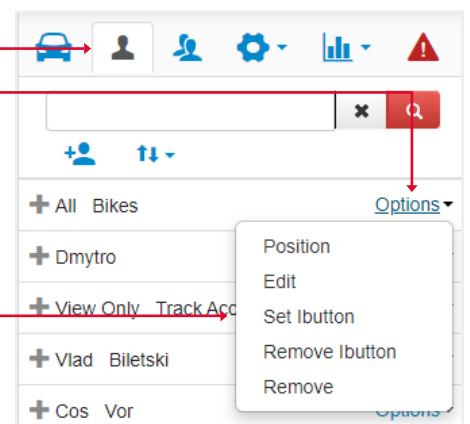 All Bikes Options
Position
Edit
Dmytro
Set Ibutton
View Only Track
Remove Ibutton
Vlad Biletski
Remove
Cos Vor Options